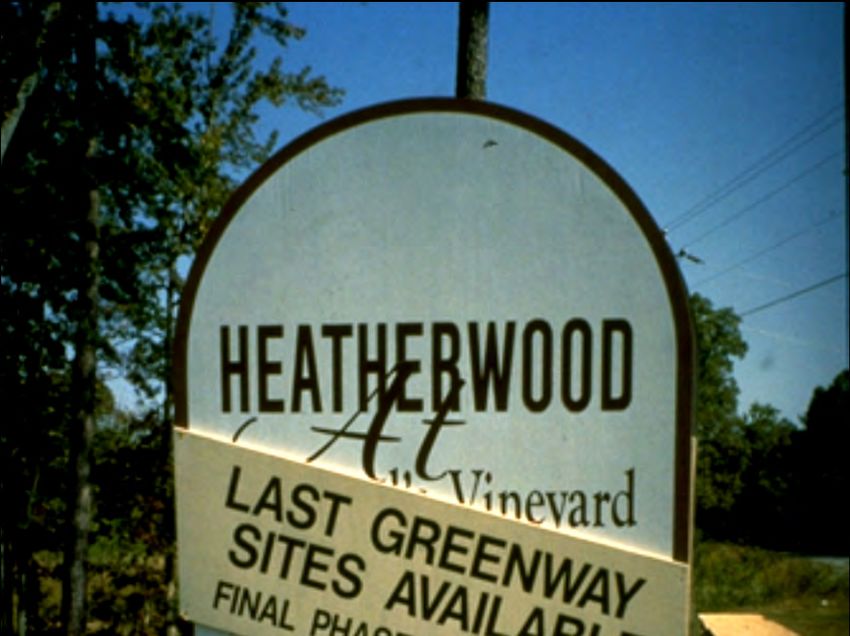 HEATHERWOOD
At
Vineyard
LAST GREENWAY
SITES AVAILABLE
FINAL